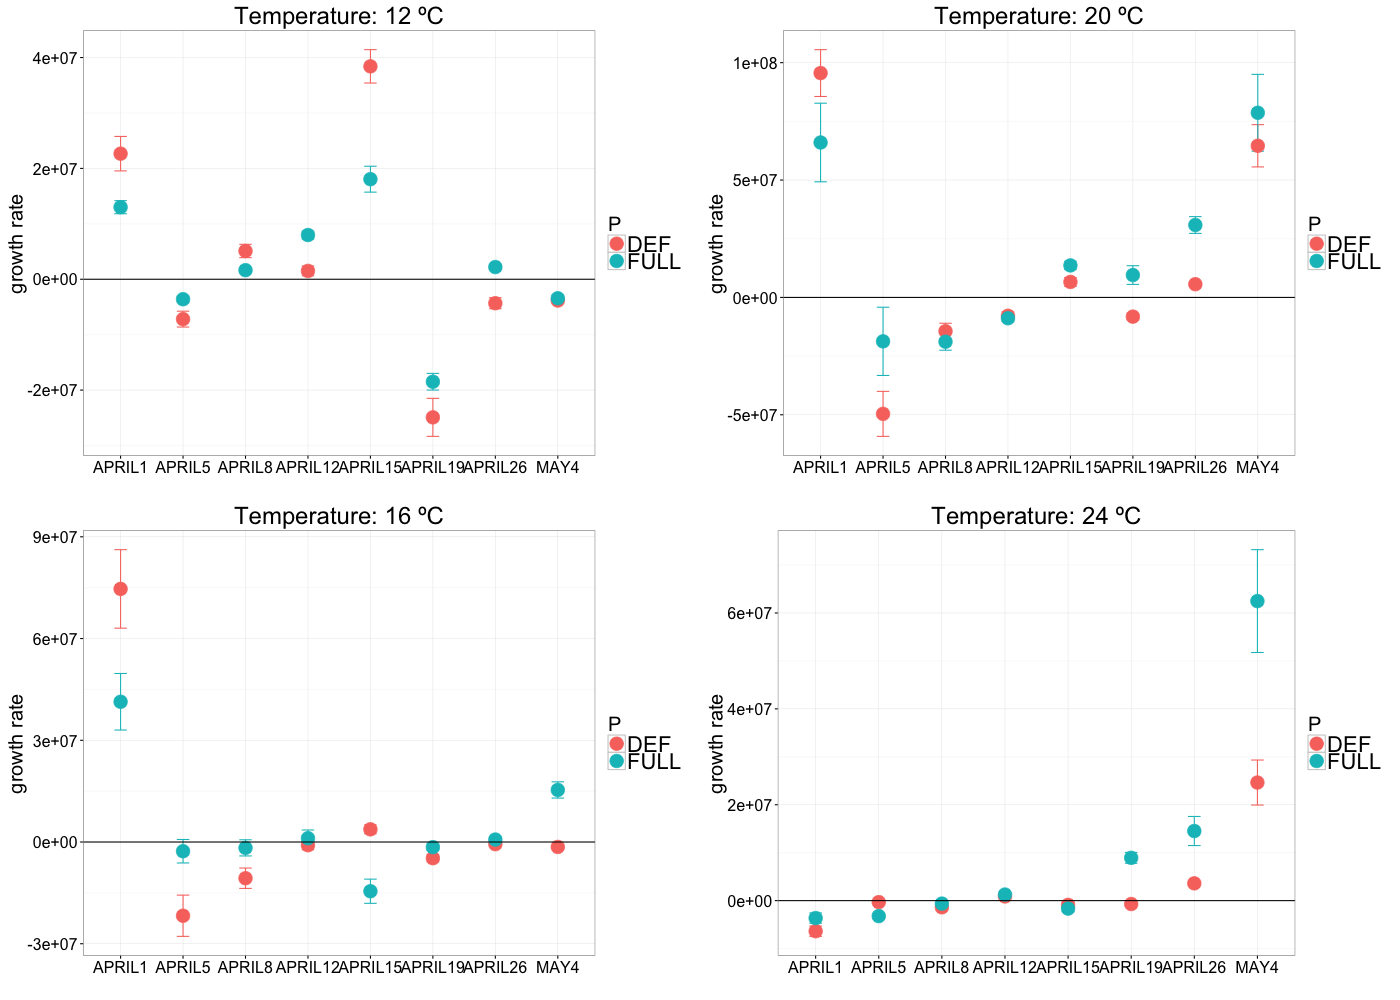 Temperature: 12 ºC
growth rate
4e+07
2e+07
0e+00
-2e+07
APRIL1 APRIL5 APRIL8 APRIL12 APRIL15 APRIL19 APRIL26 MAY4
P
DEF
FULL
Temperature: 20 ºC
growth rate
1e+08
5e+07
0e+00
-5e+07
APRIL1 APRIL5 APRIL8 APRIL12 APRIL15 APRIL19 APRIL26 MAY4
P
DEF
FULL
Temperature: 16 ºC
growth rate
9e+07
6e+07
3e+07
0e+00
-3e+07
APRIL1 APRIL5 APRIL8 APRIL12 APRIL15 APRIL19 APRIL26 MAY4
P
DEF
FULL
Temperature: 24 ºC
growth rate
6e+07
4e+07
2e+07
0e+00
APRIL1 APRIL5 APRIL8 APRIL12 APRIL15 APRIL19 APRIL26 MAY4
P
DEF
FULL